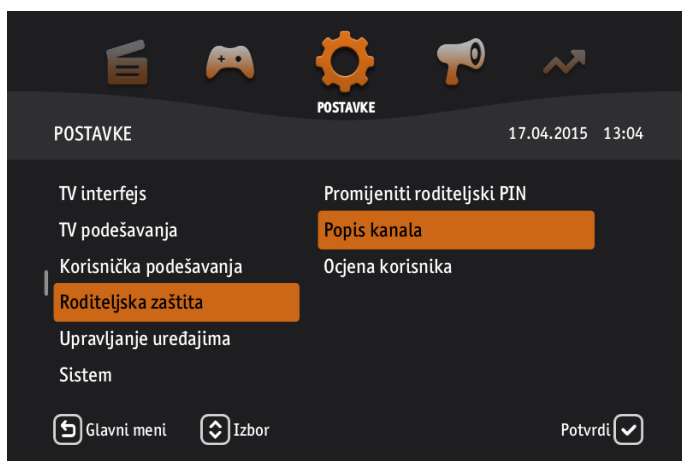 POSTAVKE
POSTAVKE 17.04.2015 13:04
TV interfejs
TV podešavanja
Korisnička podešavanja
Roditeljska zaštita
Upravljanje uređajima
Sistem
Promijeniti roditeljski PIN
Popis kanala
Ocjena korisnika
Glavni meni Izbor Potvrdi